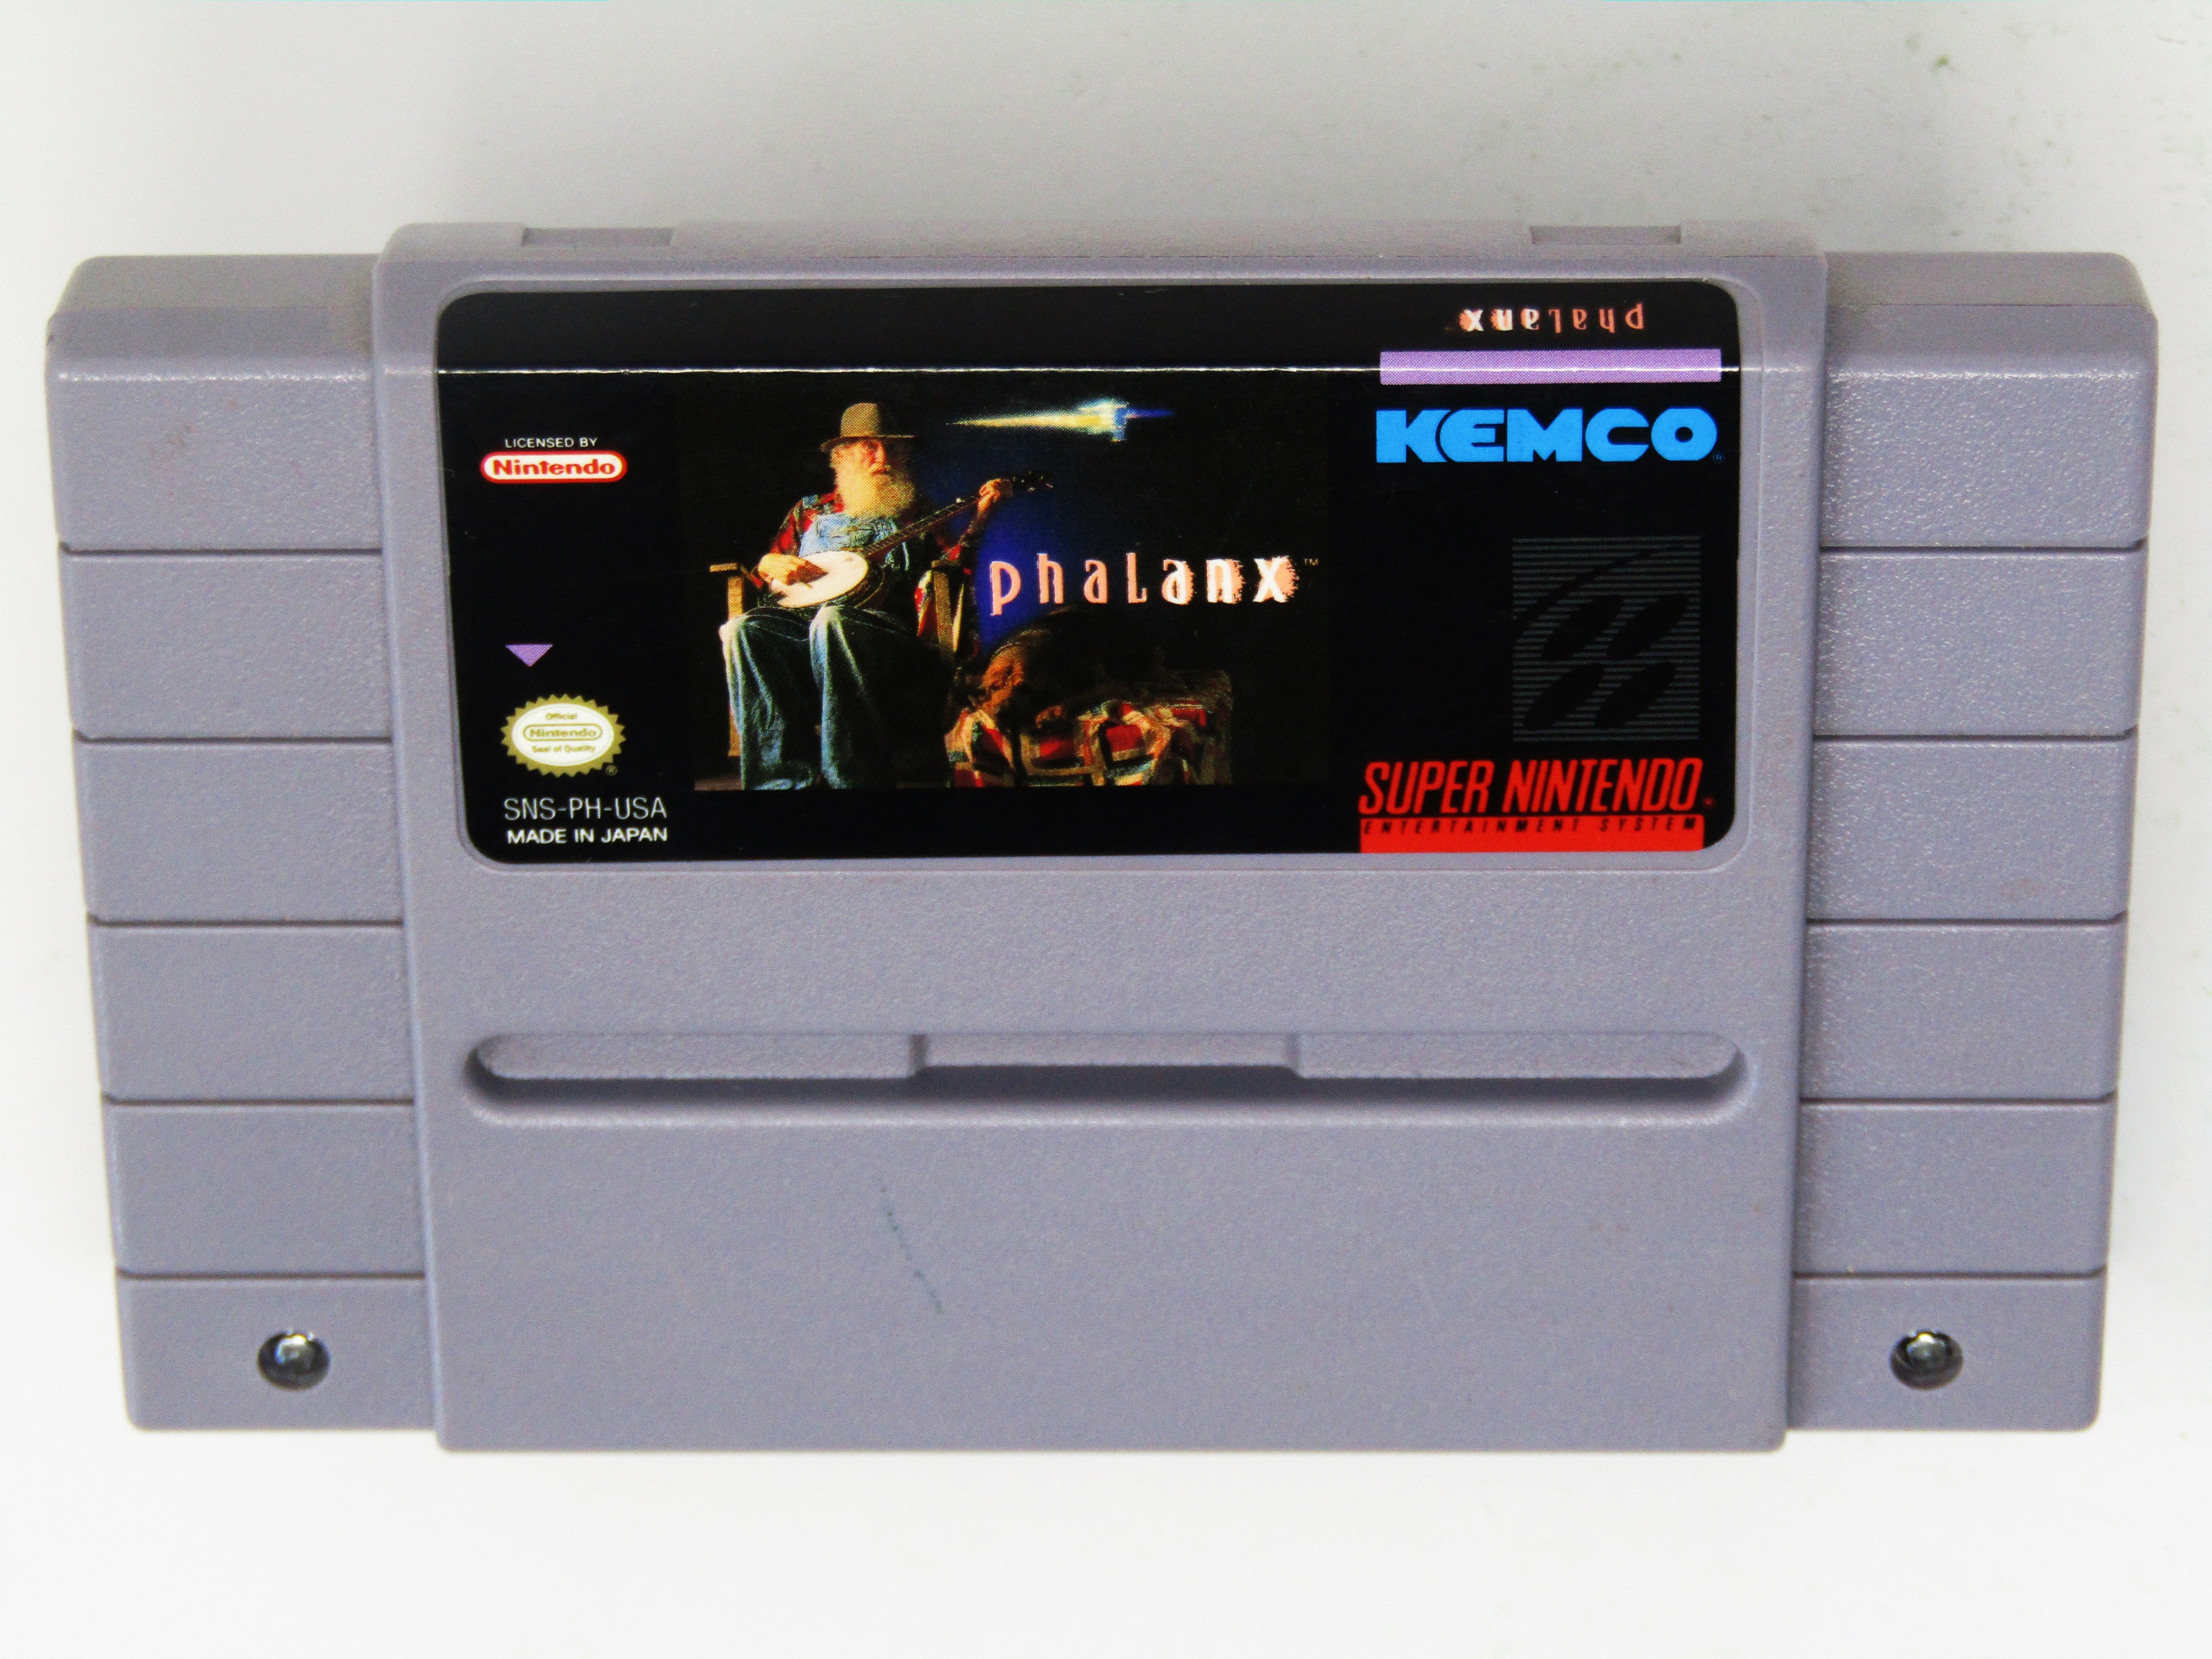 phalanx
KEMCO®
LICENSED BY
Nintendo
phalanx™
Official
Nintendo
Seal of Quality
®
SNS-PH-USA
MADE IN JAPAN
SUPER NINTENDO
ENTERTAINMENT SYSTEM